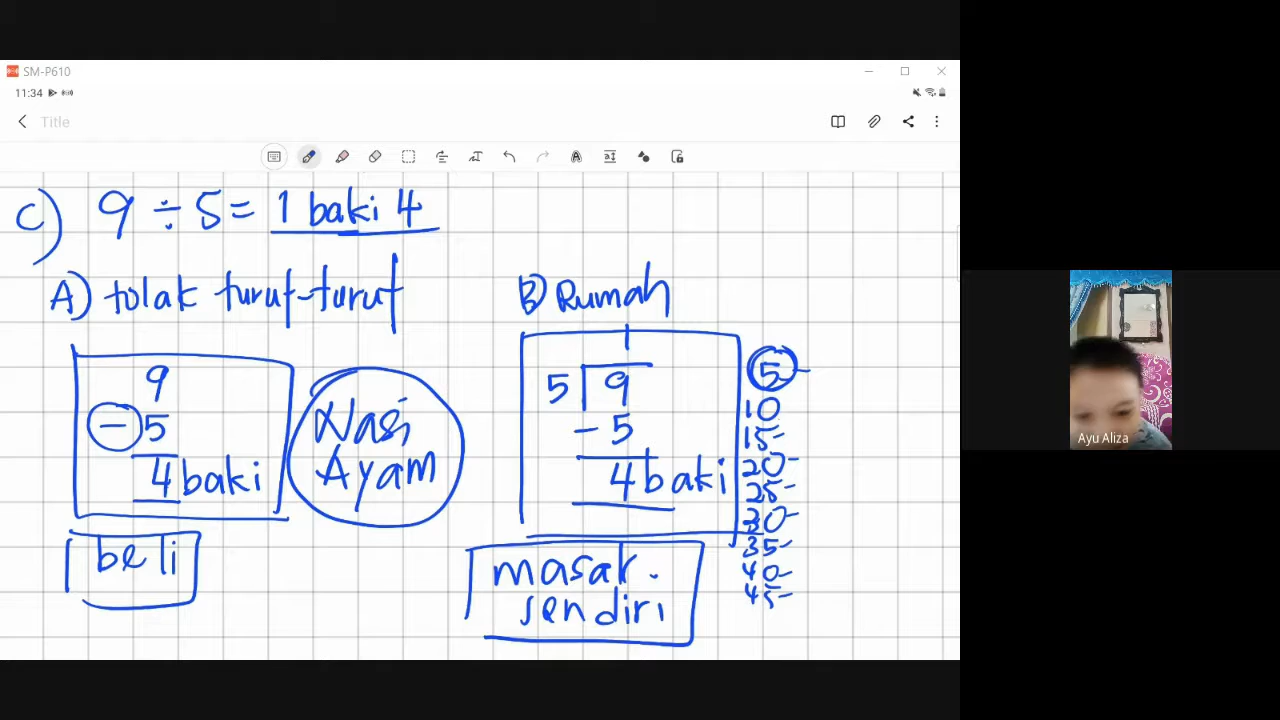 SM-P610
11:34
Title
C) 9 ÷ 5 = 1 baki 4
A) tolak turut-turut
9
− 5
4 baki
beli
Nasi
Ayam
B) Rumah
1
5 9
− 5
4 baki
masak.
sendiri
5
10
15
20
25
30
35
40
45
Ayu Aliza